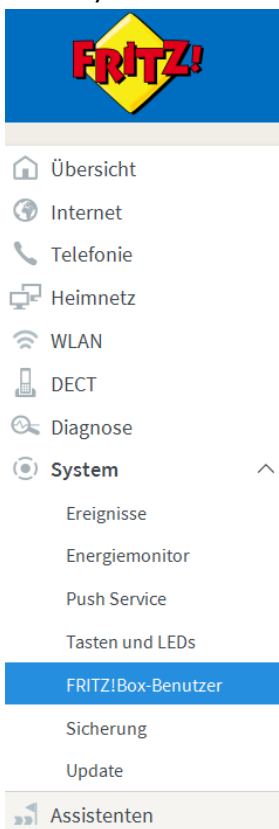 FRITZ!
Übersicht
Internet
Telefonie
Heimnetz
WLAN
DECT
Diagnose
System
Ereignisse
Energiemonitor
Push Service
Tasten und LEDs
FRITZ!Box-Benutzer
Sicherung
Update
Assistenten